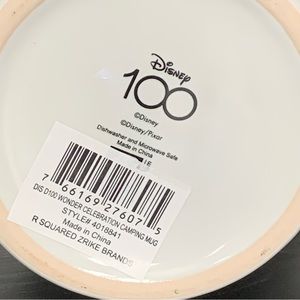 Disney
100
©Disney
©Disney/Pixar
Dishwasher and Microwave Safe
Made in China
7 66169 27607 5
DIS D100 WONDER CELEBRATION CAMPING MUG
STYLE# 4018841
Made in China
R SQUARED ZRIKE BRANDS